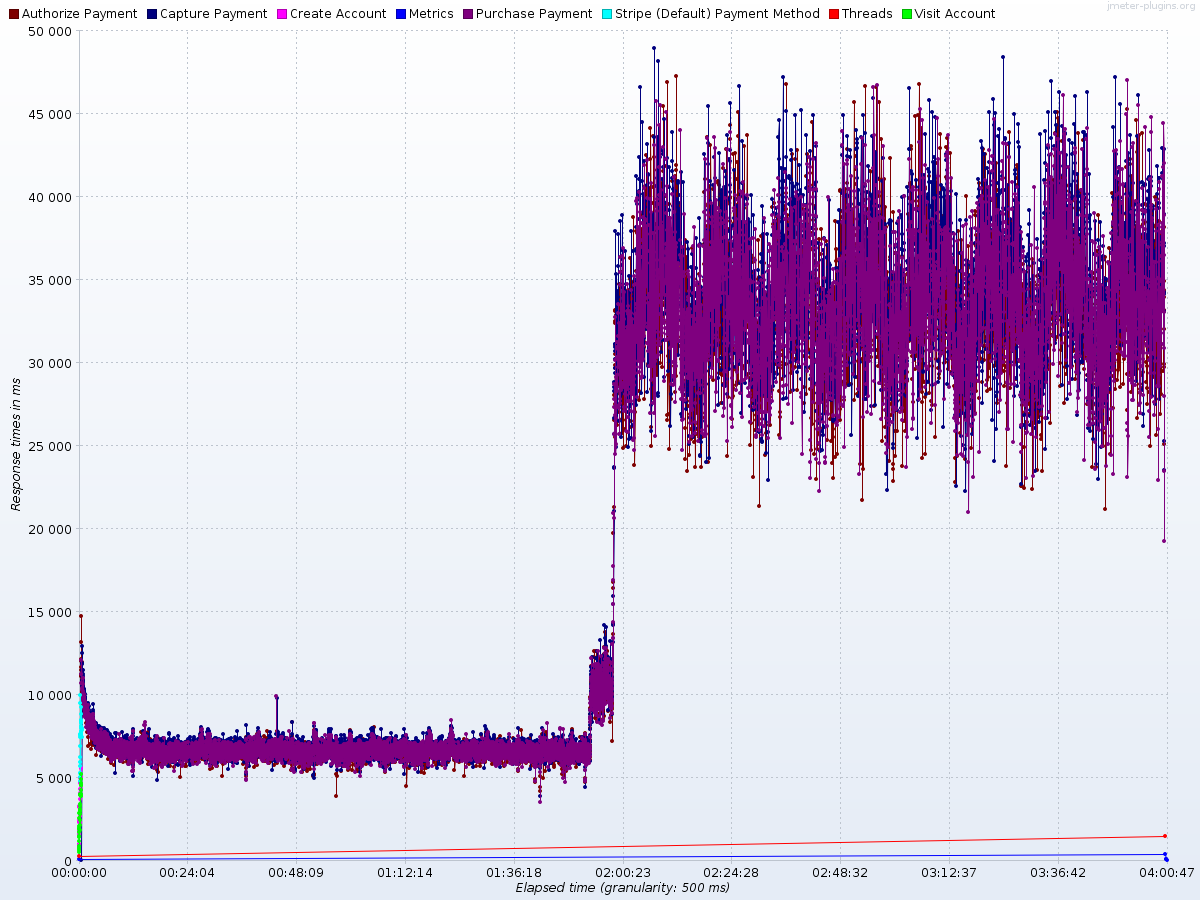 jmeter-plugins.org
Authorize Payment Capture Payment Create Account Metrics Purchase Payment Stripe (Default) Payment Method Threads Visit Account
50 000
45 000
40 000
35 000
30 000
25 000
20 000
15 000
10 000
5 000
0
Response times in ms
00:00:00 00:24:04 00:48:09 01:12:14 01:36:18 02:00:23 02:24:28 02:48:32 03:12:37 03:36:42 04:00:47
Elapsed time (granularity: 500 ms)